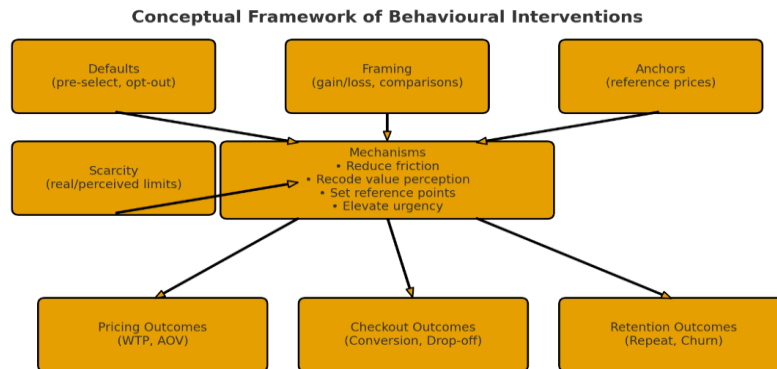 Conceptual Framework of Behavioural Interventions
Defaults
(pre-select, opt-out)
Framing
(gain/loss, comparisons)
Anchors
(reference prices)
Scarcity
(real/perceived limits)
Mechanisms
• Reduce friction
• Recode value perception
• Set reference points
• Elevate urgency
Pricing Outcomes
(WTP, AOV)
Checkout Outcomes
(Conversion, Drop-off)
Retention Outcomes
(Repeat, Churn)